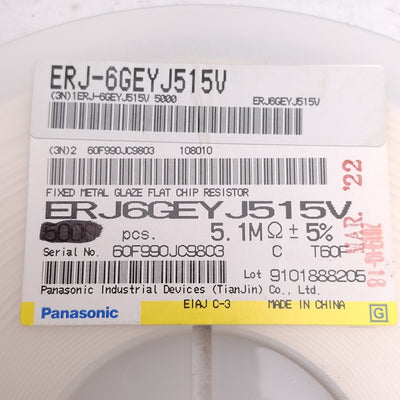 ERJ-6GEYJ515V
(3N)1ERJ-6GEYJ515V 5000 ERJ6GEYJ515V
(3N)2 60F990JC9803 108010
FIXED METAL GLAZE FLAT CHIP RESISTOR
ERJ6GEYJ515V
5000 pcs. 5.1MΩ ± 5%
Serial No. 60F990JC9803 C T60F
Lot 9101888205
Panasonic Industrial Devices (TianJin) Co., Ltd.
EIAJ C-3 MADE IN CHINA
Panasonic G
MAR. '22